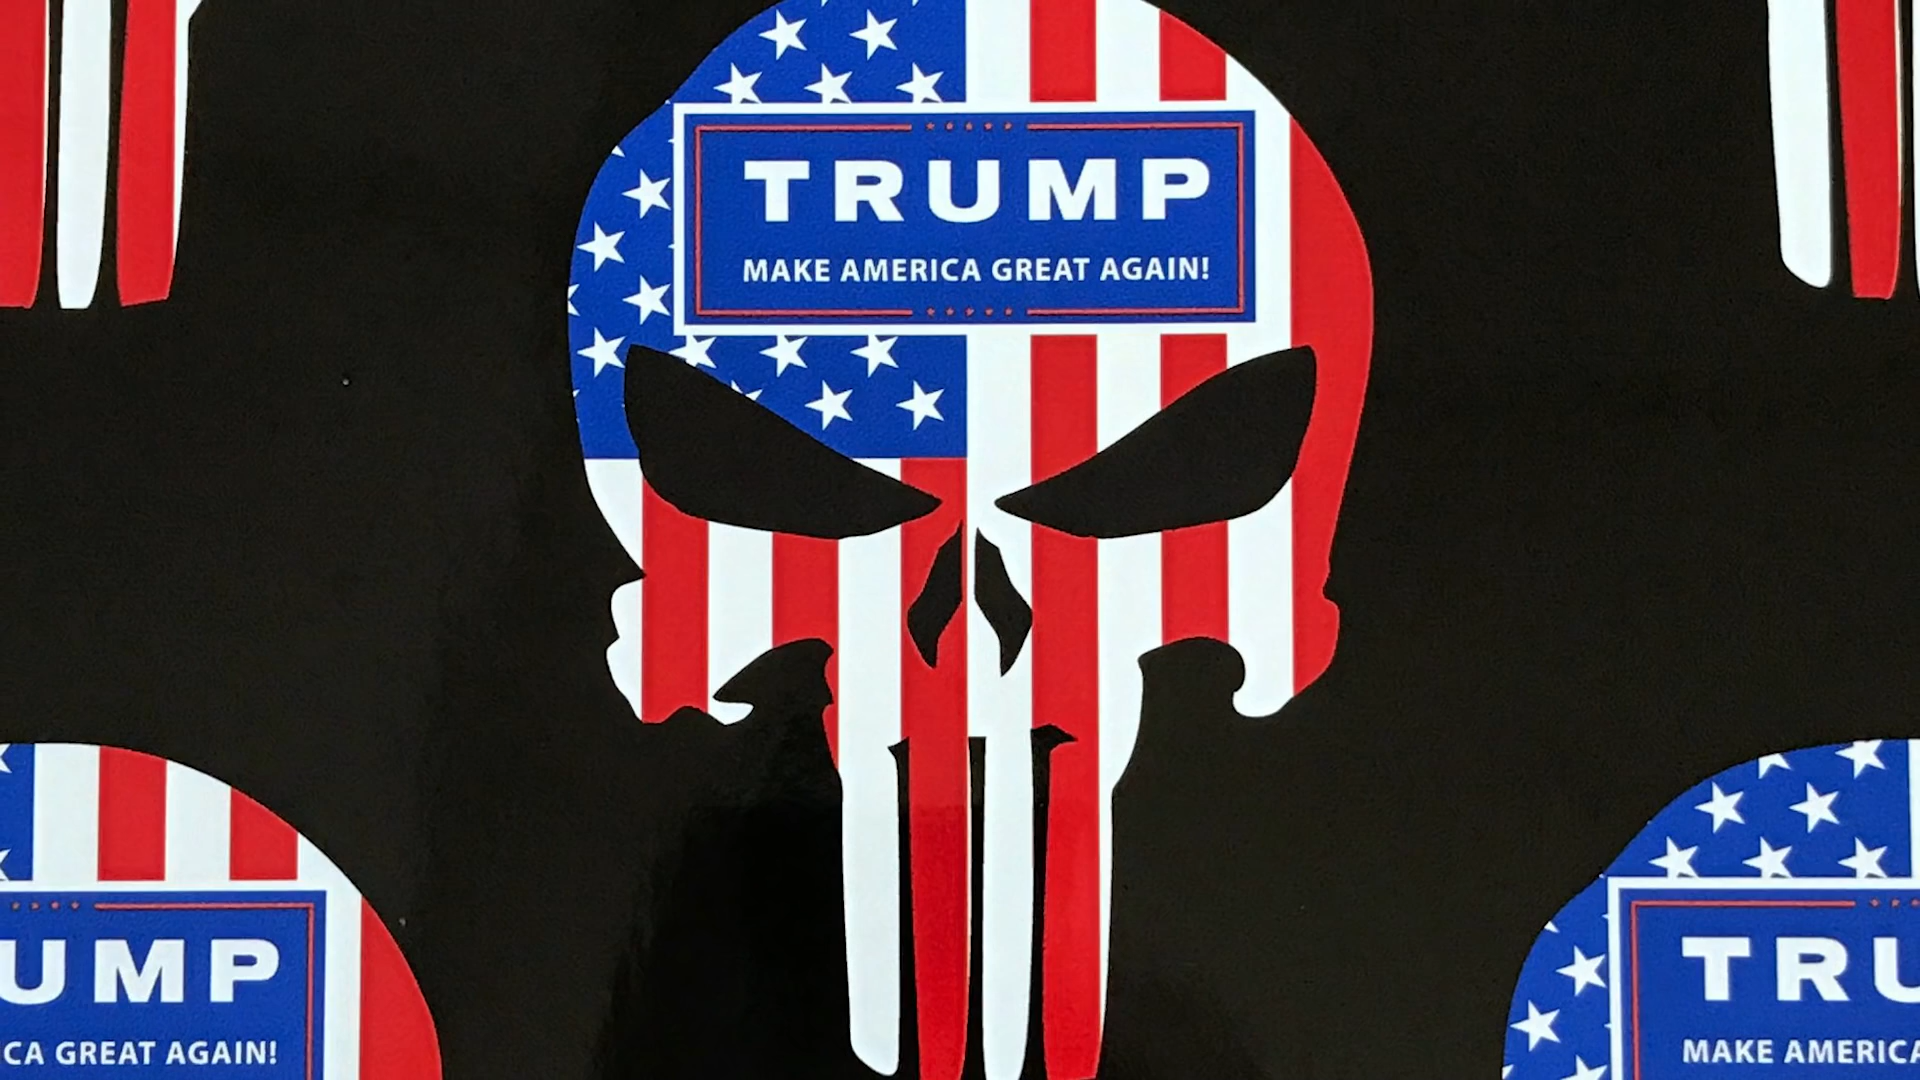 TRUMP
MAKE AMERICA GREAT AGAIN!
UMP
CA GREAT AGAIN!
TRU
MAKE AMERICA